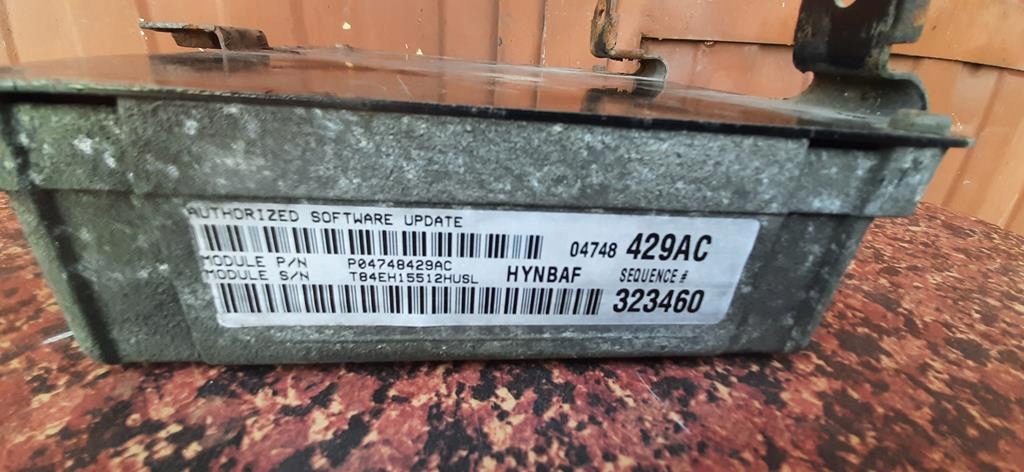 AUTHORIZED SOFTWARE UPDATE
04748 429AC
MODULE P/N P04748429AC
MODULE S/N T84EH15512HUSL
HYNBAF SEQUENCE #
323460